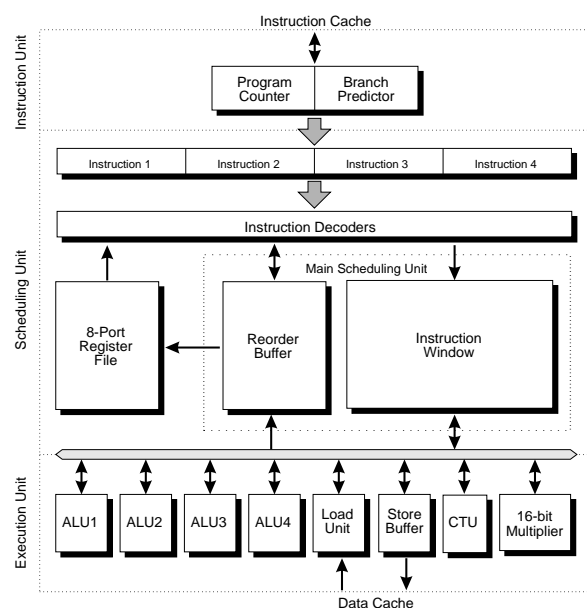 Instruction Cache
Instruction Unit
Program
Counter
Branch
Predictor
Instruction 1
Instruction 2
Instruction 3
Instruction 4
Instruction Decoders
Scheduling Unit
Main Scheduling Unit
8-Port
Register
File
Reorder
Buffer
Instruction
Window
Execution Unit
ALU1
ALU2
ALU3
ALU4
Load
Unit
Store
Buffer
CTU
16-bit
Multiplier
Data Cache